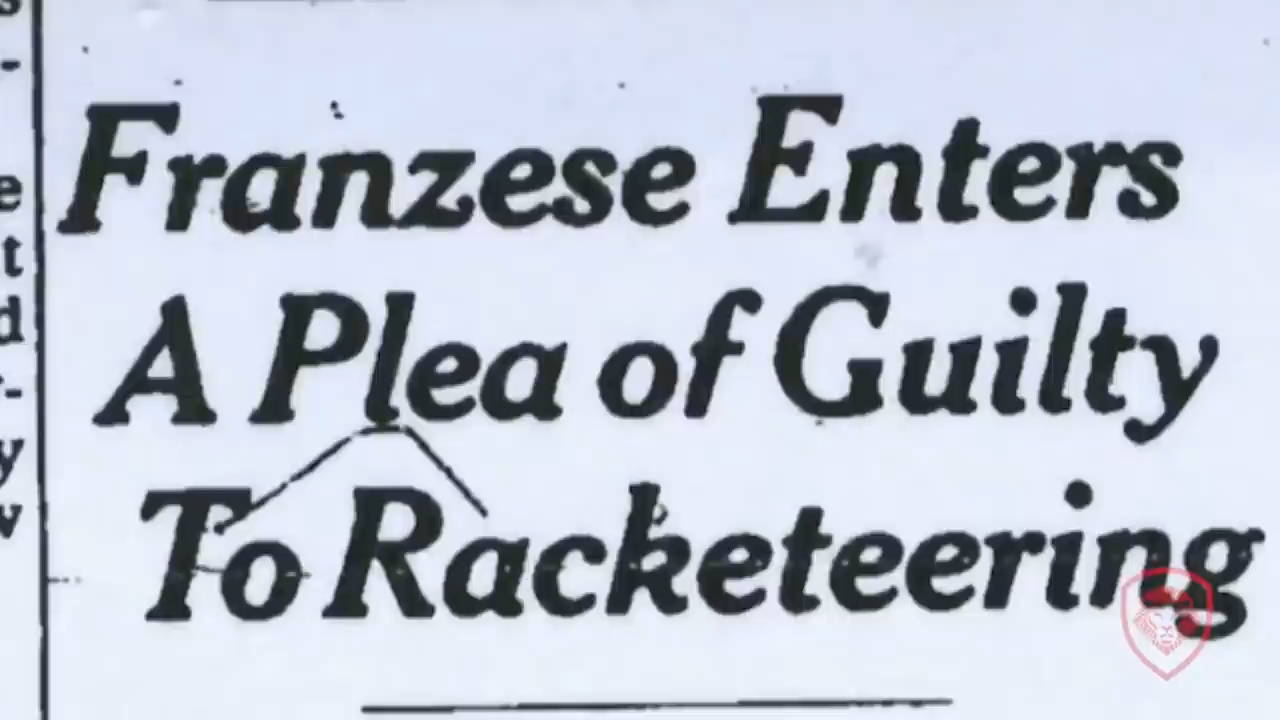 s
-
Franzese Enters
e
t
A Plea of Guilty
d
-
y
To Racketeering
v